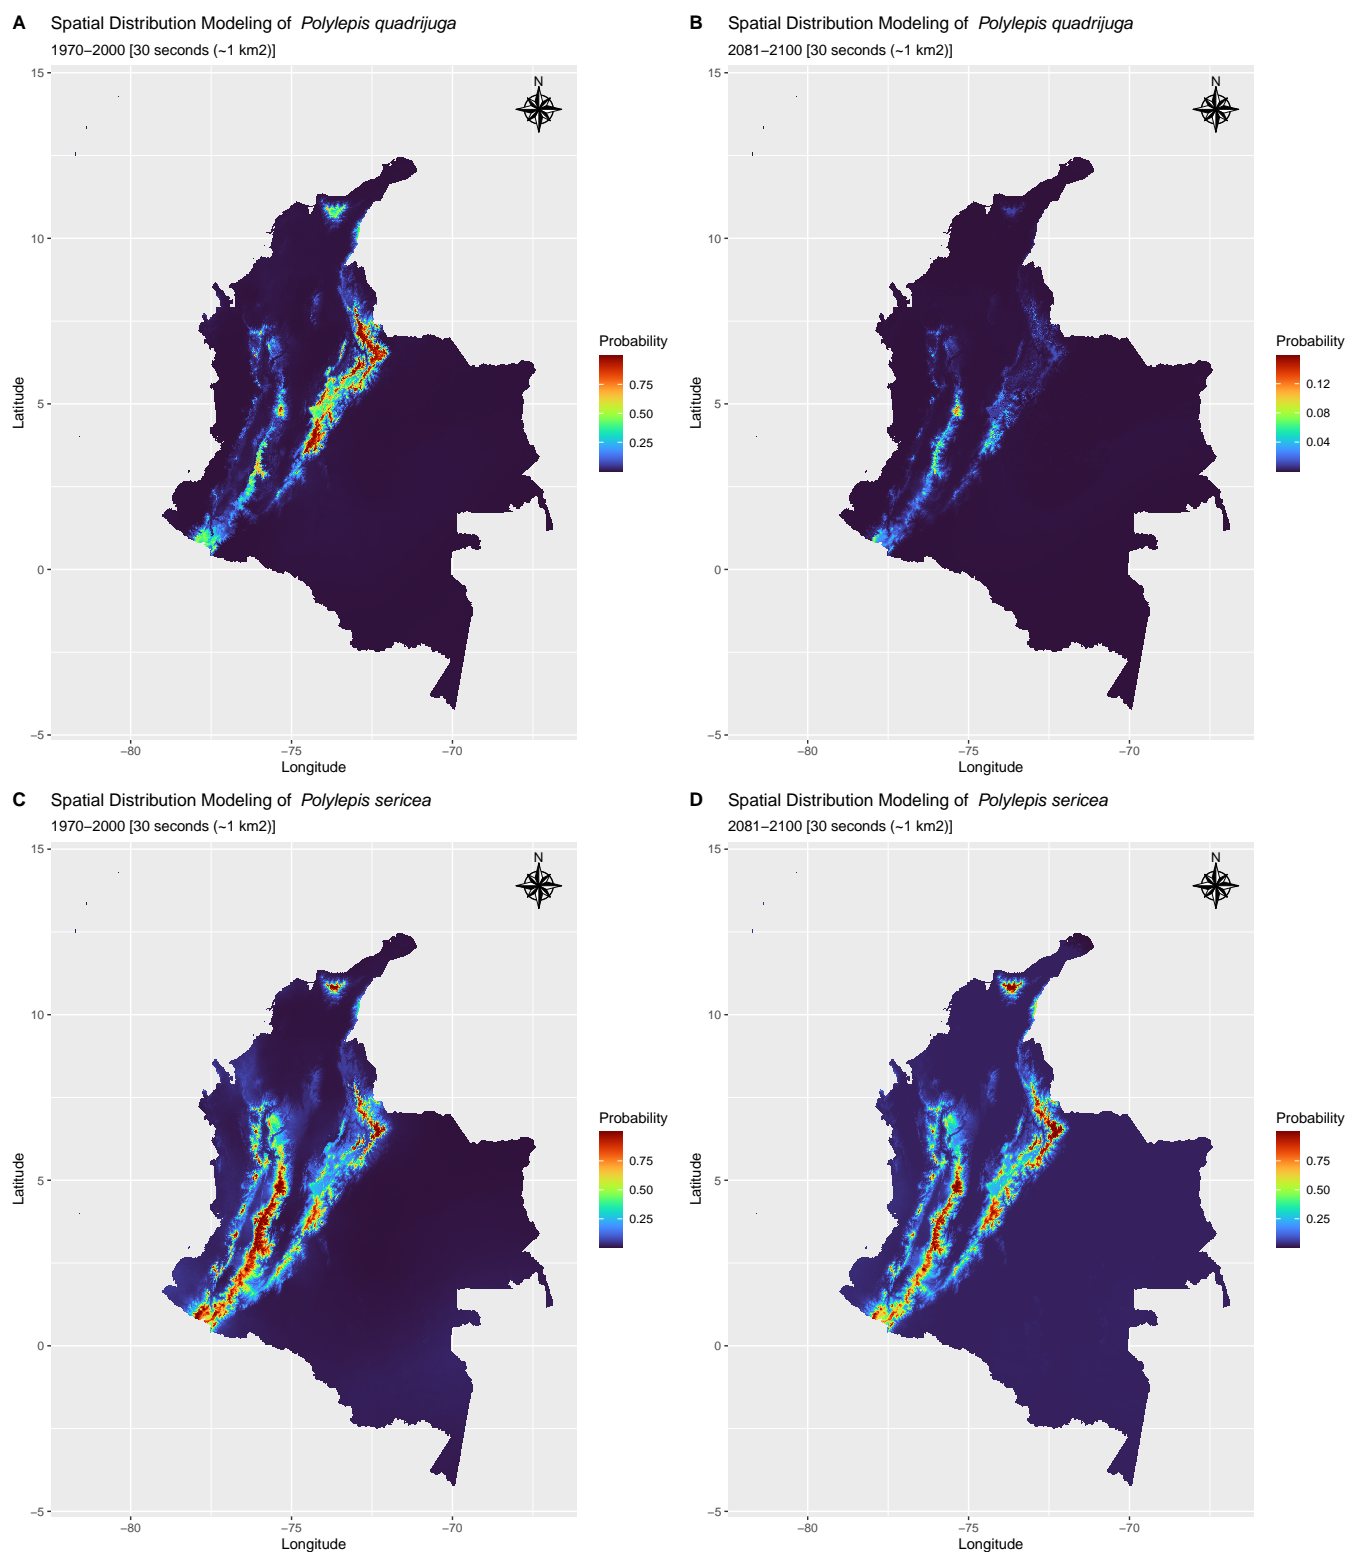 A Spatial Distribution Modeling of Polylepis quadrijuga
1970−2000 [30 seconds (~1 km2)]
N
15
10
5
0
−5
Latitude
−80 −75 −70
Longitude
Probability
0.75
0.50
0.25
B Spatial Distribution Modeling of Polylepis quadrijuga
2081−2100 [30 seconds (~1 km2)]
N
15
10
5
0
−5
Latitude
−80 −75 −70
Longitude
Probability
0.12
0.08
0.04
C Spatial Distribution Modeling of Polylepis sericea
1970−2000 [30 seconds (~1 km2)]
N
15
10
5
0
−5
Latitude
−80 −75 −70
Longitude
Probability
0.75
0.50
0.25
D Spatial Distribution Modeling of Polylepis sericea
2081−2100 [30 seconds (~1 km2)]
N
15
10
5
0
−5
Latitude
−80 −75 −70
Longitude
Probability
0.75
0.50
0.25